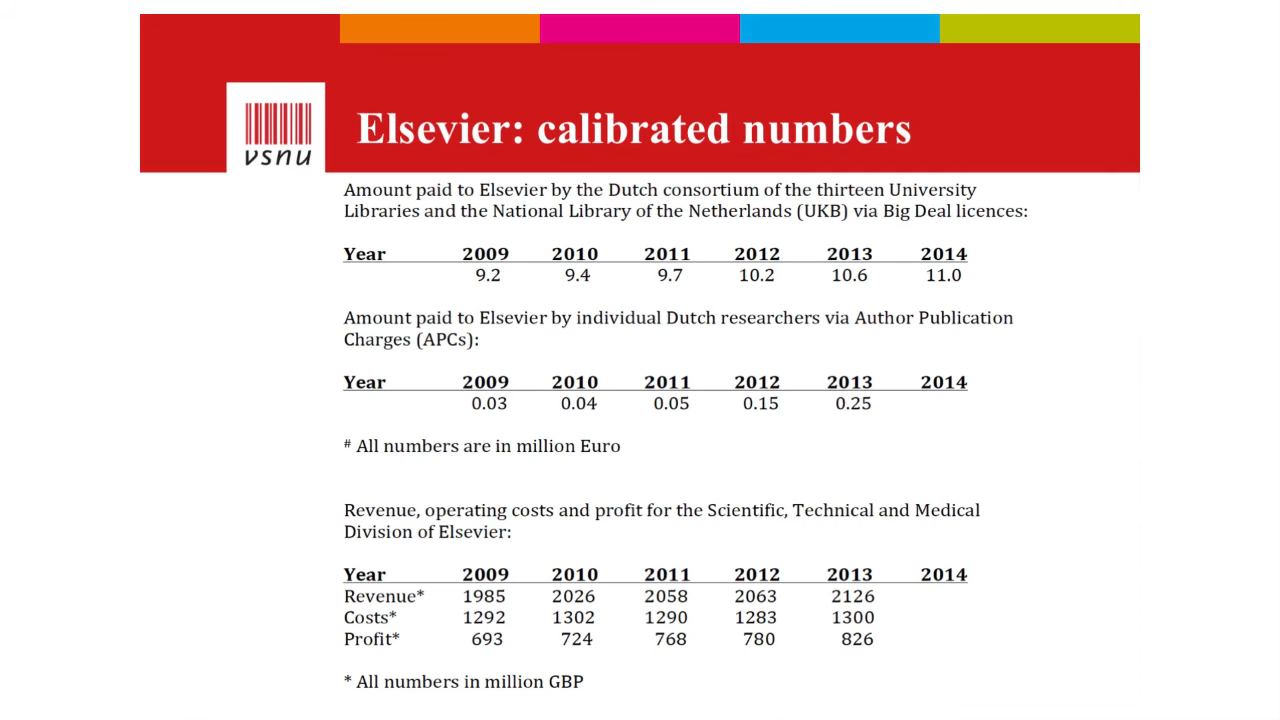 vsnu
Elsevier: calibrated numbers
Amount paid to Elsevier by the Dutch consortium of the thirteen University
Libraries and the National Library of the Netherlands (UKB) via Big Deal licences:
Year 2009 2010 2011 2012 2013 2014
9.2 9.4 9.7 10.2 10.6 11.0
Amount paid to Elsevier by individual Dutch researchers via Author Publication
Charges (APCs):
Year 2009 2010 2011 2012 2013 2014
0.03 0.04 0.05 0.15 0.25
# All numbers are in million Euro
Revenue, operating costs and profit for the Scientific, Technical and Medical
Division of Elsevier:
Year 2009 2010 2011 2012 2013 2014
Revenue* 1985 2026 2058 2063 2126
Costs* 1292 1302 1290 1283 1300
Profit* 693 724 768 780 826
* All numbers in million GBP